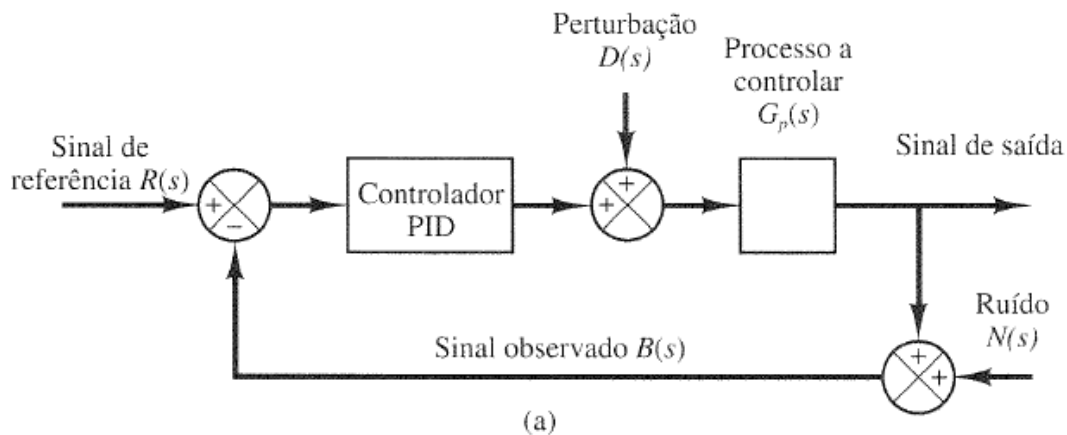 Perturbação
D(s)
Processo a
controlar
Gₚ(s)
Sinal de
referência R(s)
Sinal de saída
+
−
Controlador
PID
+
+
Ruído
N(s)
Sinal observado B(s)
+
+
(a)